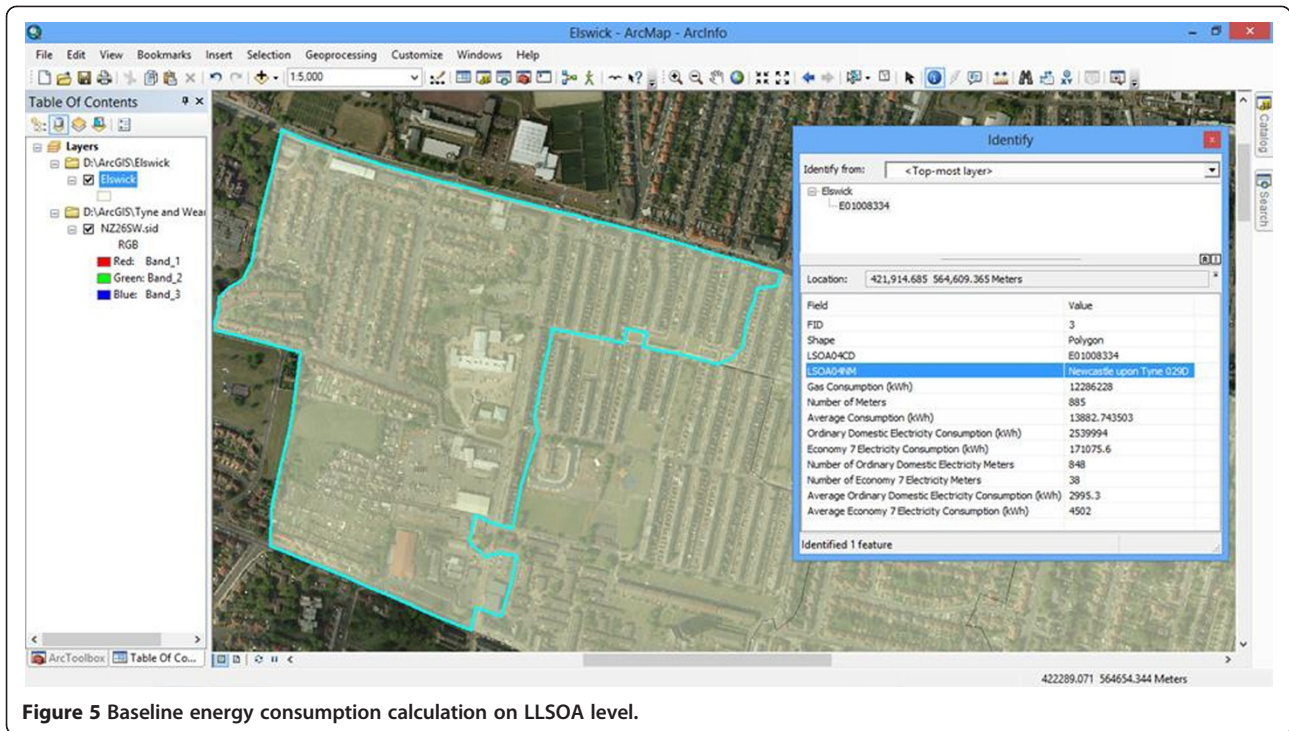 Elswick - ArcMap - ArcInfo
File Edit View Bookmarks Insert Selection Geoprocessing Customize Windows Help
1:5,000
Table Of Contents
Layers
D:\ArcGIS\Elswick
Elswick
D:\ArcGIS\Tyne and Wear
NZ26SW.sid
RGB
Red: Band_1
Green: Band_2
Blue: Band_3
ArcToolbox Table Of Co...
Catalog
Search
Identify
Identify from: <Top-most layer>
Elswick
E01008334
Location: 421,914.685 564,609.365 Meters
Field Value
FID 3
Shape Polygon
LSOA04CD E01008334
LSOA04NM Newcastle upon Tyne 029D
Gas Consumption (kWh) 12286228
Number of Meters 885
Average Consumption (kWh) 13882.743503
Ordinary Domestic Electricity Consumption (kWh) 2539994
Economy 7 Electricity Consumption (kWh) 171075.6
Number of Ordinary Domestic Electricity Meters 848
Number of Economy 7 Electricity Meters 38
Average Ordinary Domestic Electricity Consumption (kWh) 2995.3
Average Economy 7 Electricity Consumption (kWh) 4502
Identified 1 feature
422289.071 564654.344 Meters
Figure 5 Baseline energy consumption calculation on LLSOA level.